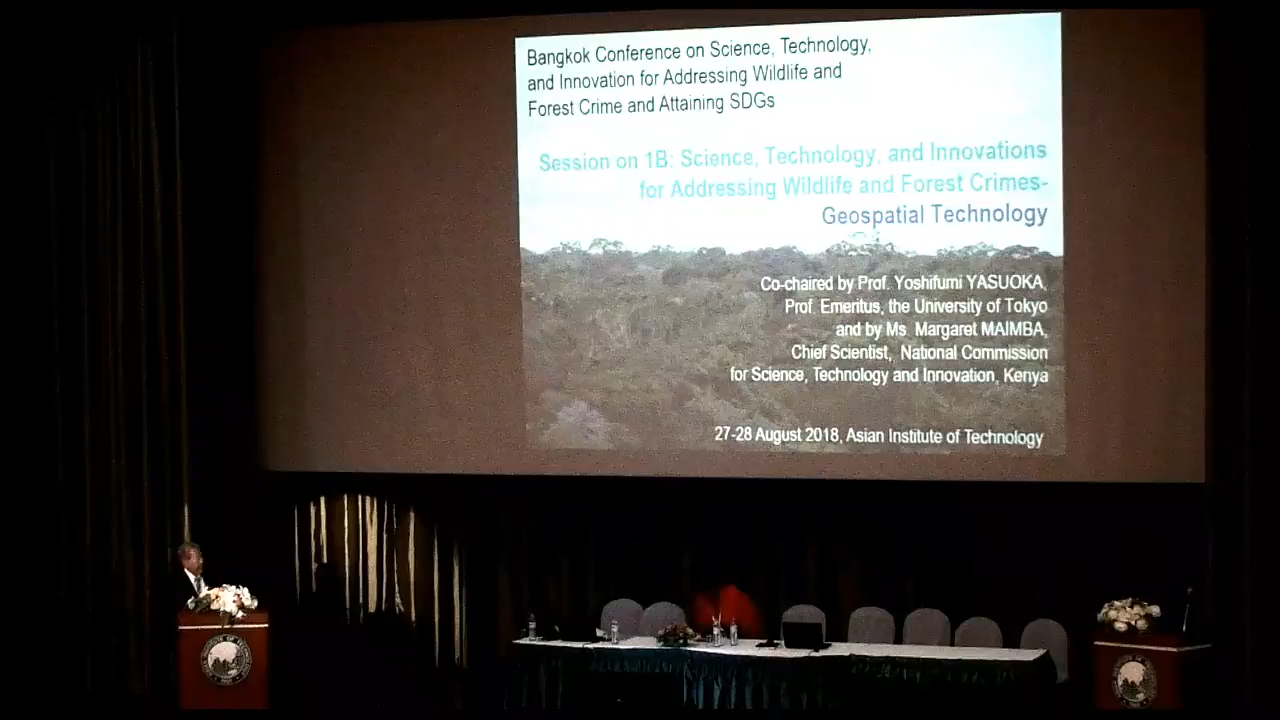 Bangkok Conference on Science, Technology,
and Innovation for Addressing Wildlife and
Forest Crime and Attaining SDGs
Session on 1B: Science, Technology, and Innovations
for Addressing Wildlife and Forest Crimes-
Geospatial Technology
Co-chaired by Prof. Yoshifumi YASUOKA,
Prof. Emeritus, the University of Tokyo
and by Ms. Margaret MAIMBA,
Chief Scientist, National Commission
for Science, Technology and Innovation, Kenya
27-28 August 2018, Asian Institute of Technology